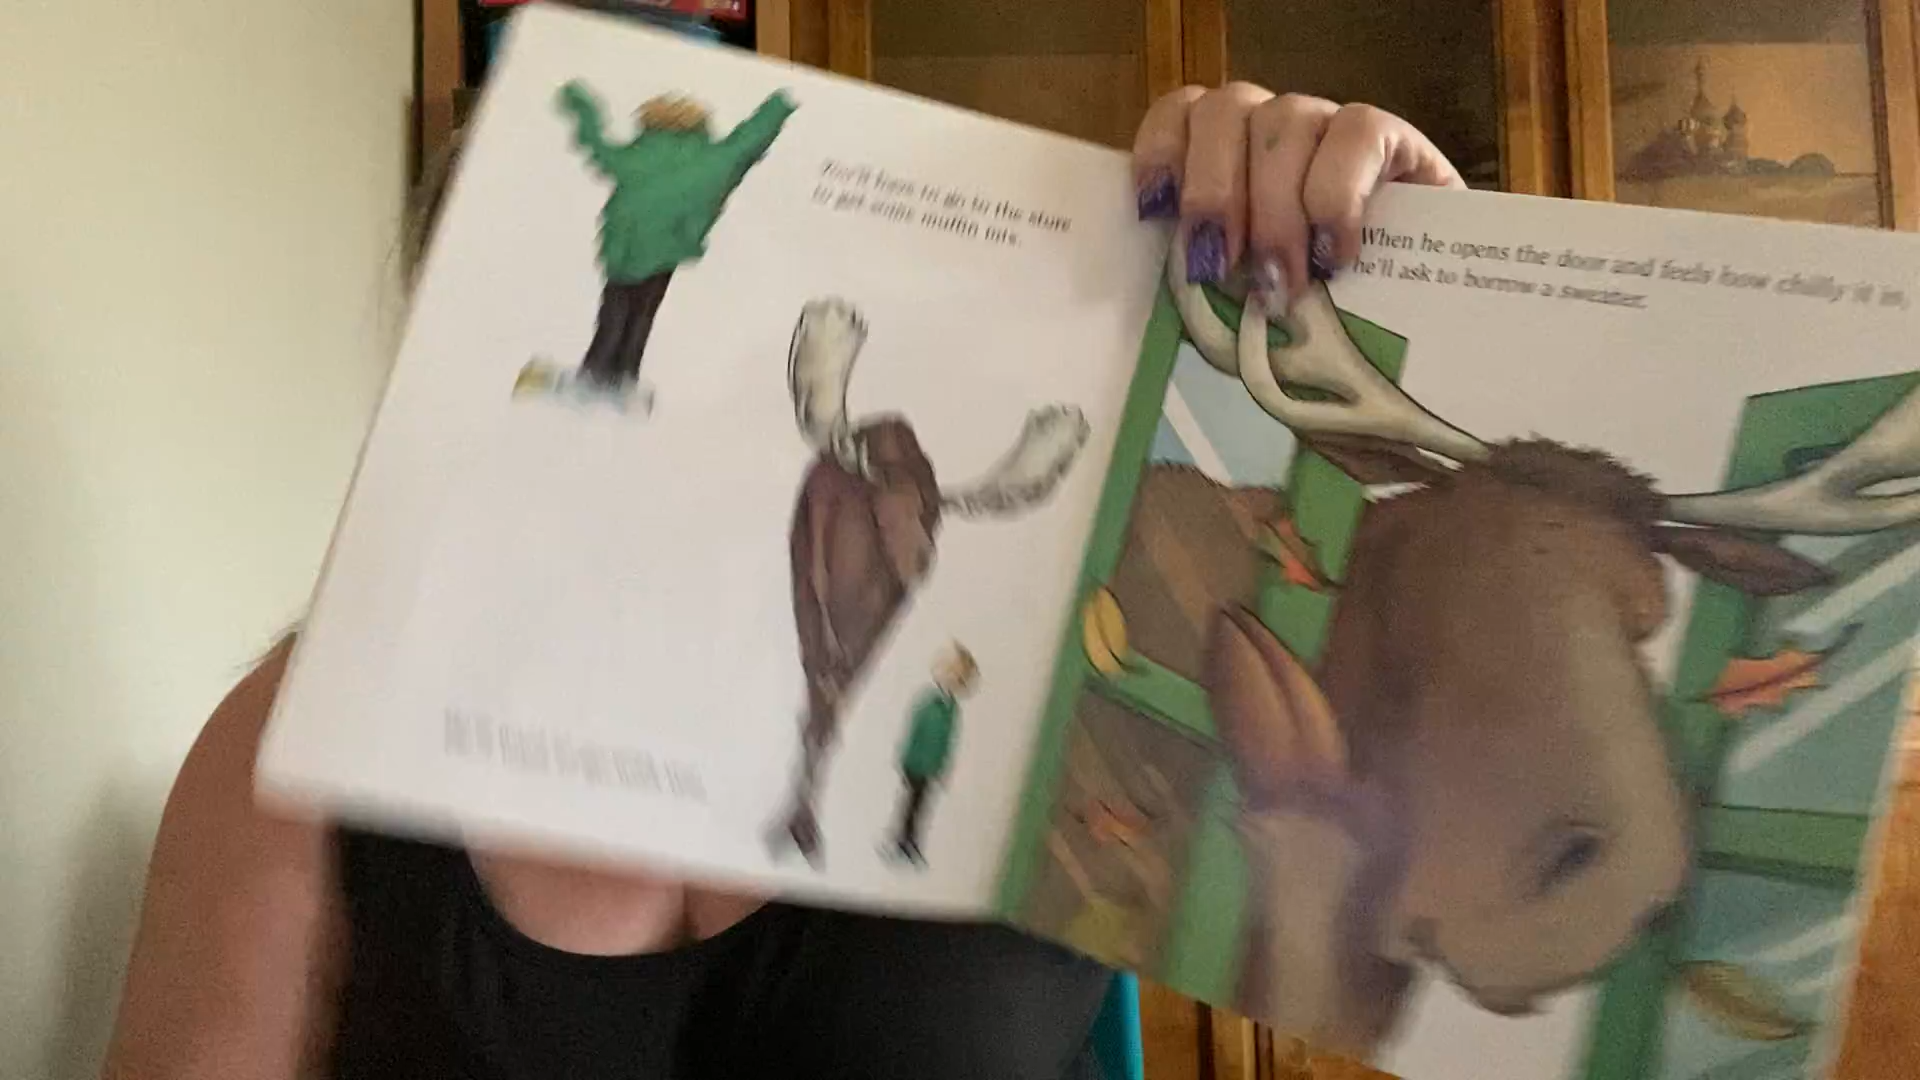 You'll have to go to the store
to get some muffin mix.
When he opens the door and feels how chilly it is,
he'll ask to borrow a sweater.